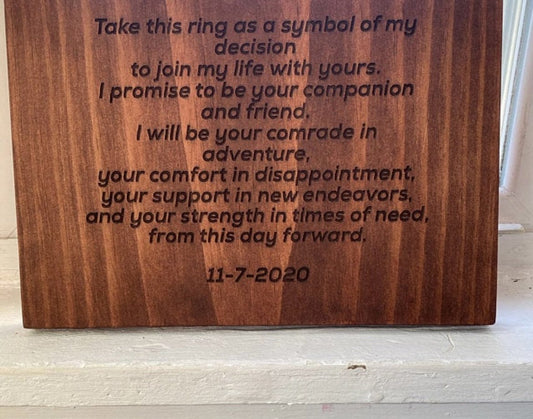 Take this ring as a symbol of my
decision
to join my life with yours.
I promise to be your companion
and friend.
I will be your comrade in
adventure,
your comfort in disappointment,
your support in new endeavors,
and your strength in times of need,
from this day forward.
11-7-2020